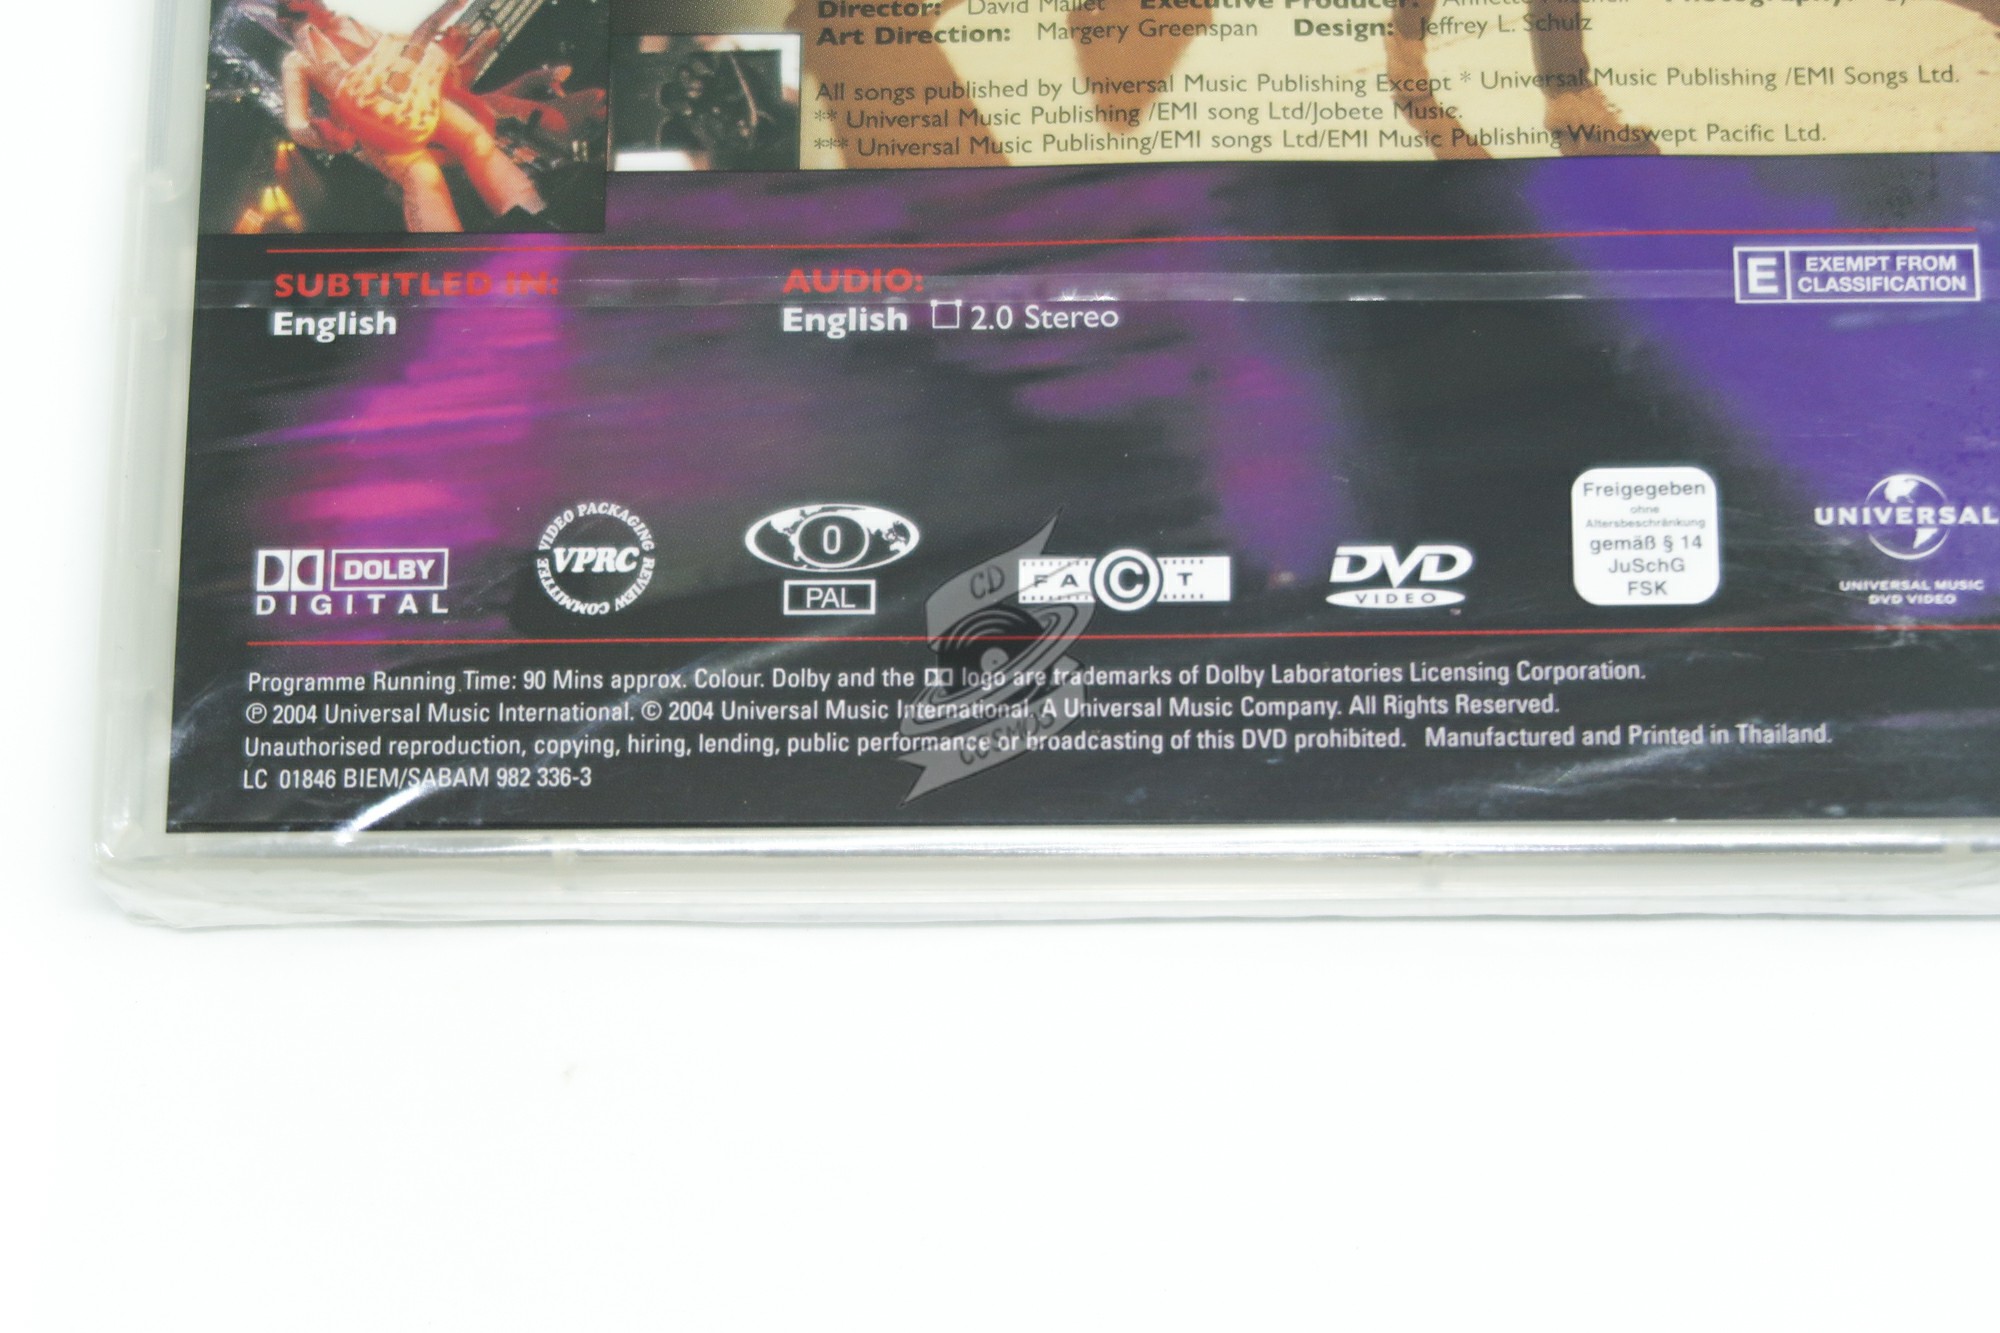 Director: David Mallet Executive Producer:
Art Direction: Margery Greenspan Design: Jeffrey L. Schulz
All songs published by Universal Music Publishing Except * Universal Music Publishing /EMI Songs Ltd.
** Universal Music Publishing /EMI song Ltd/Jobete Music.
*** Universal Music Publishing/EMI songs Ltd/EMI Music Publishing Windswept Pacific Ltd.
SUBTITLED IN:
English
AUDIO:
English 2.0 Stereo
E EXEMPT FROM
CLASSIFICATION
DOLBY
DIGITAL
VIDEO PACKAGING REVIEW COMMITTEE
VPRC
0
PAL
FACT
DVD
VIDEO
Freigegeben
ohne
Altersbeschränkung
gemäß § 14
JuSchG
FSK
UNIVERSAL
UNIVERSAL MUSIC
DVD VIDEO
CD
COSMOS
Programme Running Time: 90 Mins approx. Colour. Dolby and the logo are trademarks of Dolby Laboratories Licensing Corporation.
℗ 2004 Universal Music International. © 2004 Universal Music International, A Universal Music Company. All Rights Reserved.
Unauthorised reproduction, copying, hiring, lending, public performance or broadcasting of this DVD prohibited. Manufactured and Printed in Thailand.
LC 01846 BIEM/SABAM 982 336-3